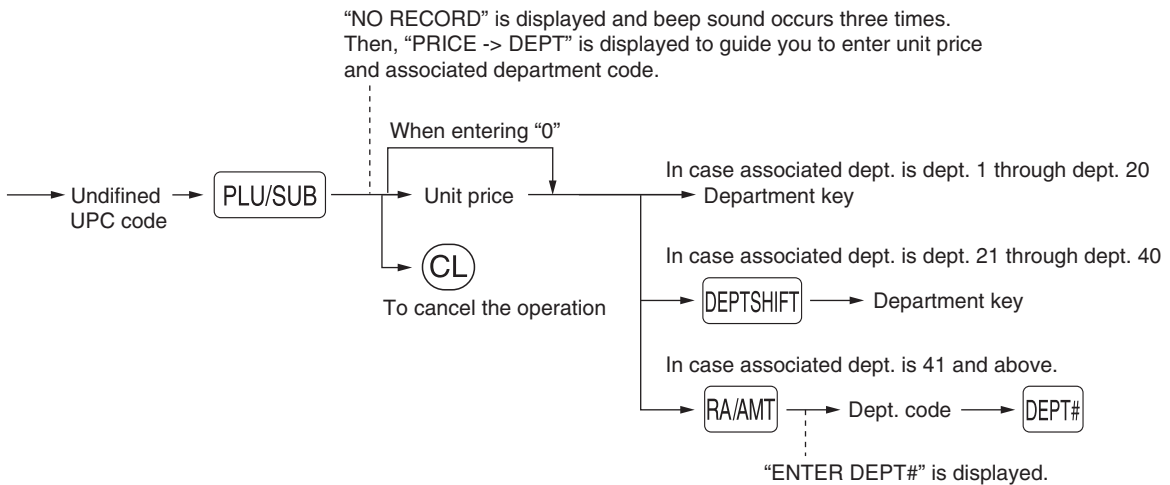 “NO RECORD” is displayed and beep sound occurs three times.
Then, “PRICE -> DEPT” is displayed to guide you to enter unit price
and associated department code.
When entering “0”
Undifined
UPC code
PLU/SUB
Unit price
CL
To cancel the operation
In case associated dept. is dept. 1 through dept. 20
Department key
In case associated dept. is dept. 21 through dept. 40
DEPTSHIFT
Department key
In case associated dept. is 41 and above.
RA/AMT
Dept. code
DEPT#
“ENTER DEPT#” is displayed.